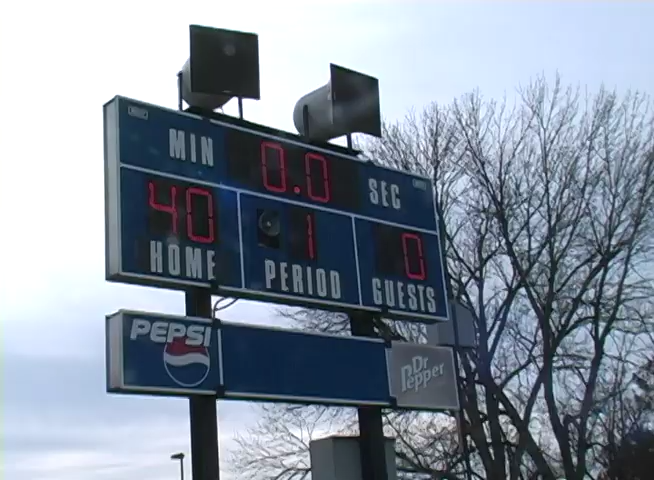 MIN 0.0 SEC
40 1 0
HOME PERIOD GUESTS
PEPSI
Dr
Pepper